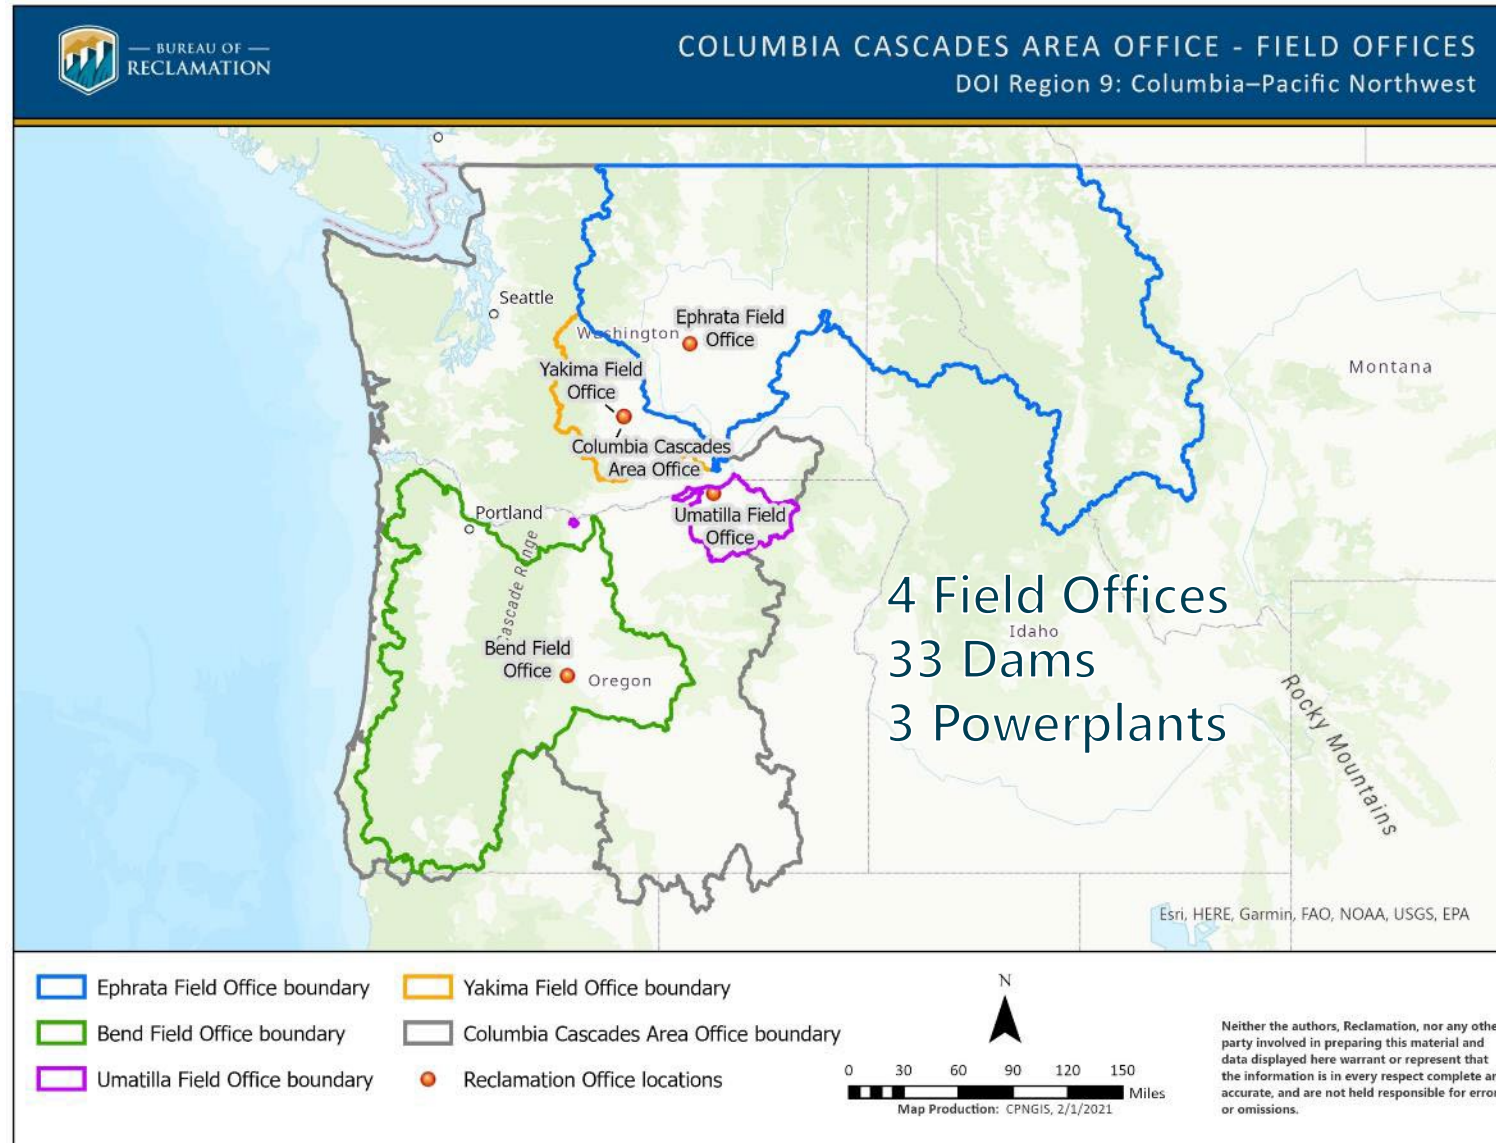 BUREAU OF
RECLAMATION
COLUMBIA CASCADES AREA OFFICE - FIELD OFFICES
DOI Region 9: Columbia–Pacific Northwest
Seattle
Washington
Ephrata Field
Office
Montana
Yakima Field
Office
Columbia Cascades
Area Office
Portland
Umatilla Field
Office
Cascade Range
4 Field Offices
Idaho
33 Dams
3 Powerplants
Bend Field
Office
Oregon
Rocky Mountains
Esri, HERE, Garmin, FAO, NOAA, USGS, EPA
Ephrata Field Office boundary
Bend Field Office boundary
Umatilla Field Office boundary
Yakima Field Office boundary
Columbia Cascades Area Office boundary
Reclamation Office locations
N
0 30 60 90 120 150
Miles
Map Production: CPNGIS, 2/1/2021
Neither the authors, Reclamation, nor any othe
party involved in preparing this material and
data displayed here warrant or represent that
the information is in every respect complete an
accurate, and are not held responsible for error
or omissions.